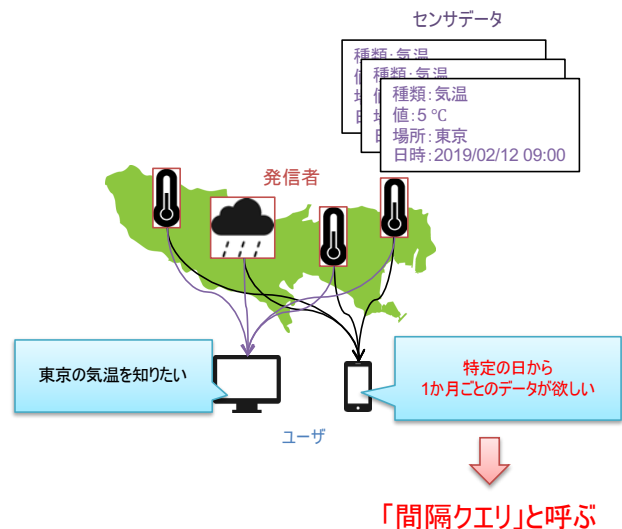 センサデータ
種類:気温
種類:気温
種類:気温
値:5 ℃
場所:東京
日時:2019/02/12 09:00
発信者
東京の気温を知りたい
特定の日から
1か月ごとのデータが欲しい
ユーザ
「間隔クエリ」と呼ぶ